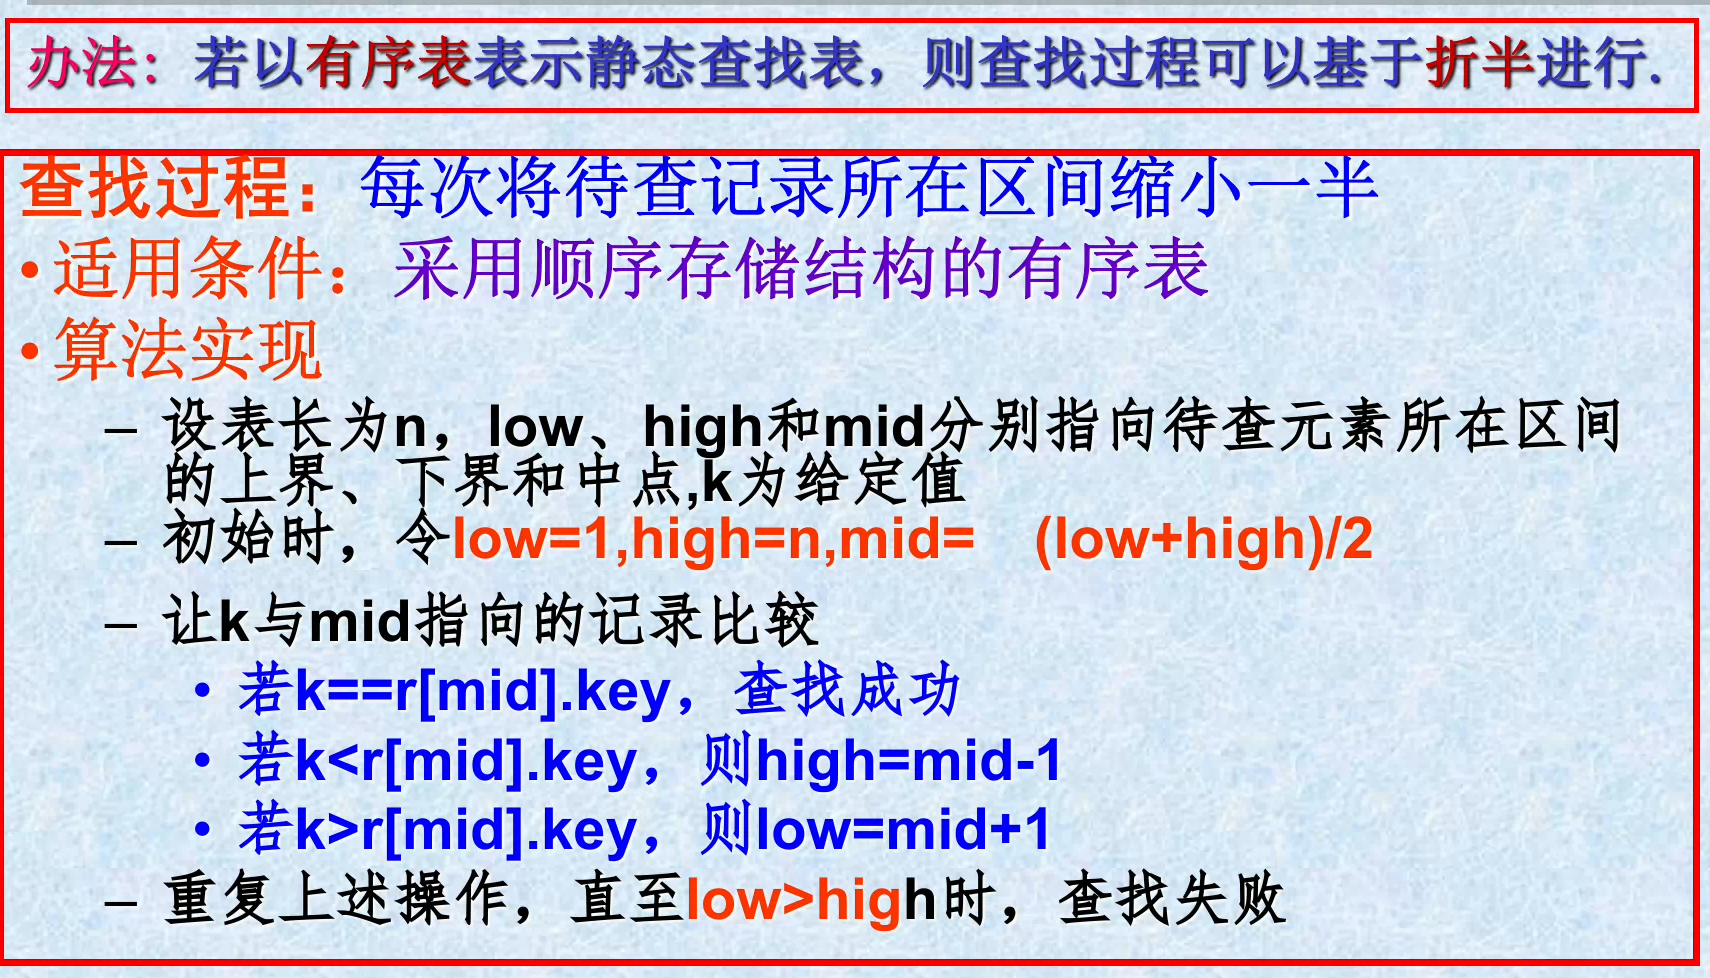 办法：若以有序表表示静态查找表，则查找过程可以基于折半进行.
查找过程：每次将待查记录所在区间缩小一半
•适用条件：采用顺序存储结构的有序表
•算法实现
– 设表长为n，low、high和mid分别指向待查元素所在区间
的上界、下界和中点,k为给定值
– 初始时，令low=1,high=n,mid= (low+high)/2
– 让k与mid指向的记录比较
• 若k==r[mid].key，查找成功
• 若k<r[mid].key，则high=mid-1
• 若k>r[mid].key，则low=mid+1
– 重复上述操作，直至low>high时，查找失败